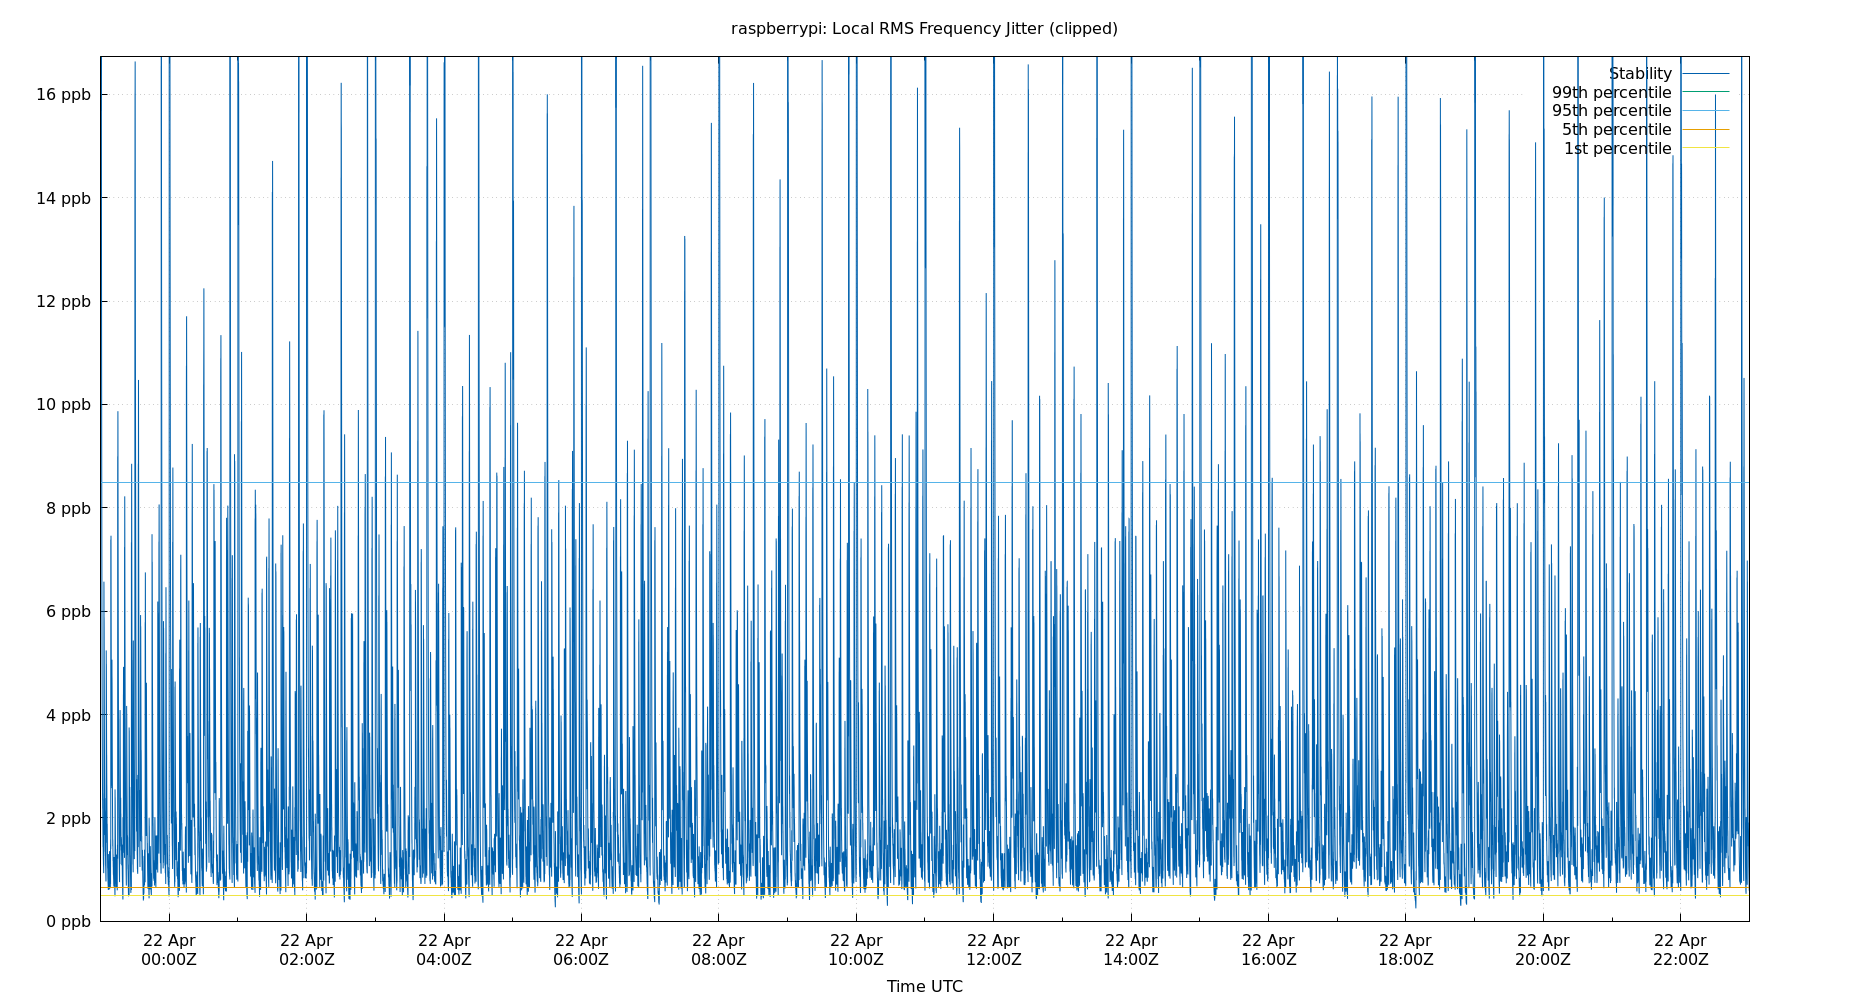 raspberrypi: Local RMS Frequency Jitter (clipped)
Stability
99th percentile
95th percentile
5th percentile
1st percentile
16 ppb
14 ppb
12 ppb
10 ppb
8 ppb
6 ppb
4 ppb
2 ppb
0 ppb
22 Apr 22 Apr 22 Apr 22 Apr 22 Apr 22 Apr 22 Apr 22 Apr 22 Apr 22 Apr 22 Apr 22 Apr
00:00Z 02:00Z 04:00Z 06:00Z 08:00Z 10:00Z 12:00Z 14:00Z 16:00Z 18:00Z 20:00Z 22:00Z
Time UTC